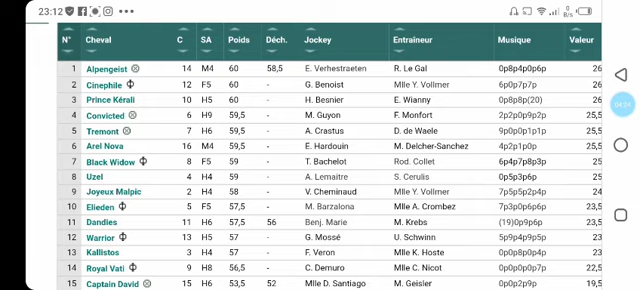 23:12
0 B/s
N° Cheval C SA Poids Déch. Jockey Entraîneur Musique Valeur
1 Alpengeist 14 M4 60 58,5 E. Verhestraeten R. Le Gal 0p8p4p0p6p 26
2 Cinephile 12 F5 60 - G. Benoist Mlle Y. Vollmer 6p0p7p7p 26
3 Prince Kérali 10 H5 60 - H. Besnier E. Wianny 0p8p8p(20) 26
4 Convicted 6 H9 59,5 - M. Guyon F. Monfort 2p2p0p9p2p 25,5
5 Tremont 7 H6 59,5 - A. Crastus D. de Waele 9p0p0p1p1p 25,5
6 Arel Nova 16 M4 59,5 - E. Hardouin M. Delcher-Sanchez 4p2p1p0p 25,5
7 Black Widow 8 F5 59 - T. Bachelot Rod. Collet 6p4p7p8p3p 25
8 Uzel 4 H4 59 - A. Lemaitre S. Cerulis 0p5p3p6p 25
9 Joyeux Malpic 2 H4 58 - V. Cheminaud Mlle Y. Vollmer 7p5p5p2p4p 24
10 Elieden 5 F5 57,5 - M. Barzalona Mlle A. Crombez 7p3p0p6p6p 23,5
11 Dandies 11 H6 57,5 56 Benj. Marie M. Krebs (19)0p9p6p 23,5
12 Warrior 13 H5 57 - G. Mossé U. Schwinn 5p9p4p9p5p 23
13 Kallistos 3 H4 57 - F. Veron Mlle K. Hoste 0p0p8p0p4p 23
14 Royal Vati 9 H8 56,5 - C. Demuro Mlle C. Nicot 0p0p0p0p7p 22,5
15 Captain David 15 H6 53,5 52 Mlle D. Santiago M. Geisler 0p0p2p9p 19,5